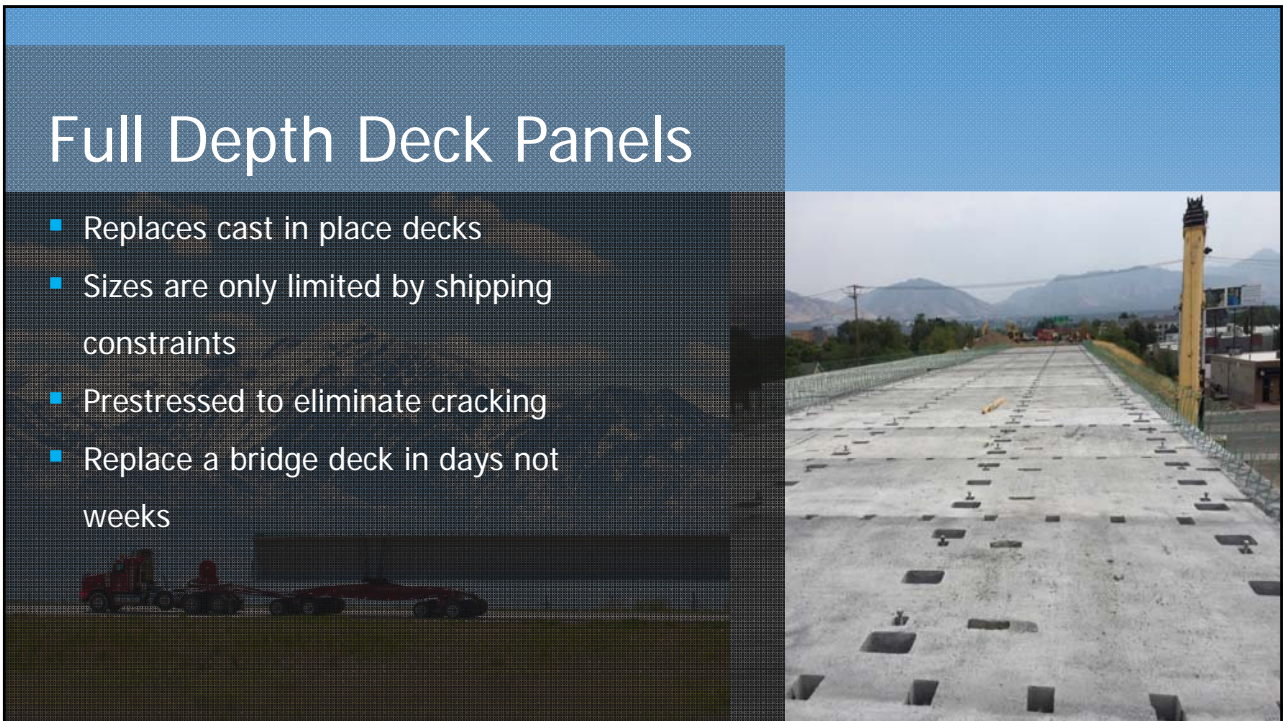 Full Depth Deck Panels
▪ Replaces cast in place decks
▪ Sizes are only limited by shipping
constraints
▪ Prestressed to eliminate cracking
▪ Replace a bridge deck in days not
weeks